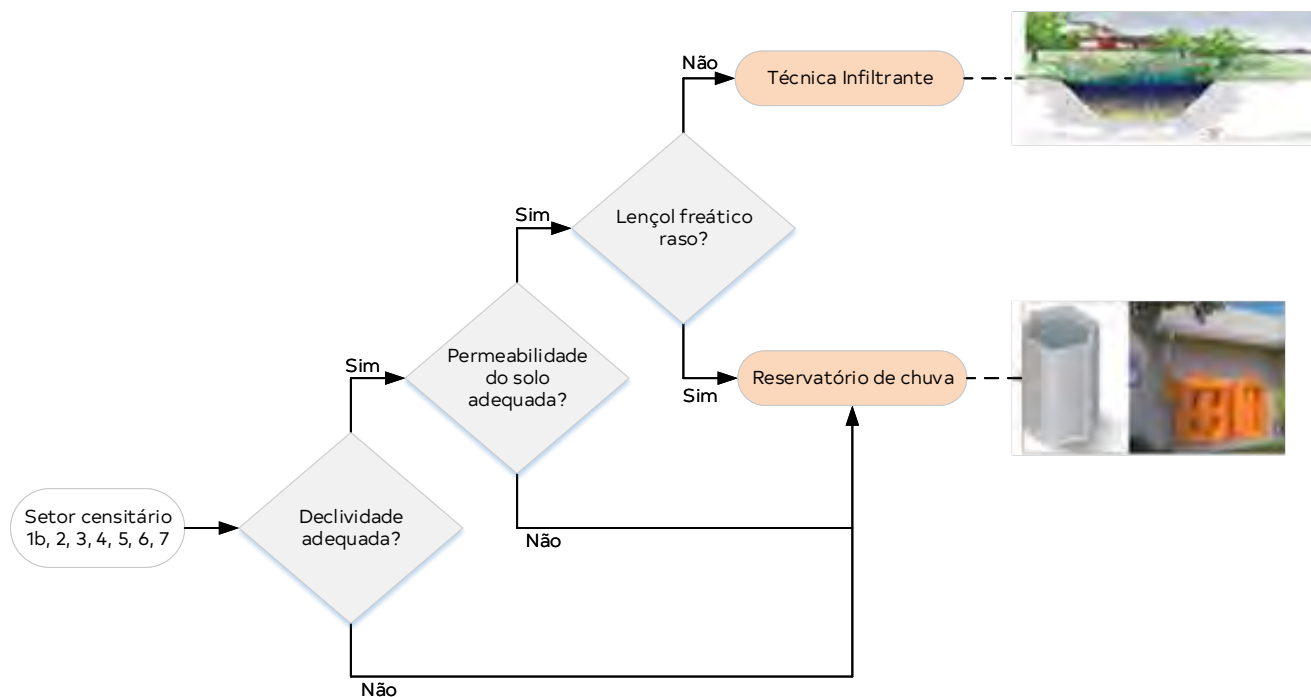 Não
Técnica Infiltrante
Sim
Lençol freático
raso?
Sim
Permeabilidade
do solo
adequada?
Sim
Reservatório de chuva
Setor censitário
1b, 2, 3, 4, 5, 6, 7
Declividade
adequada?
Não
Não